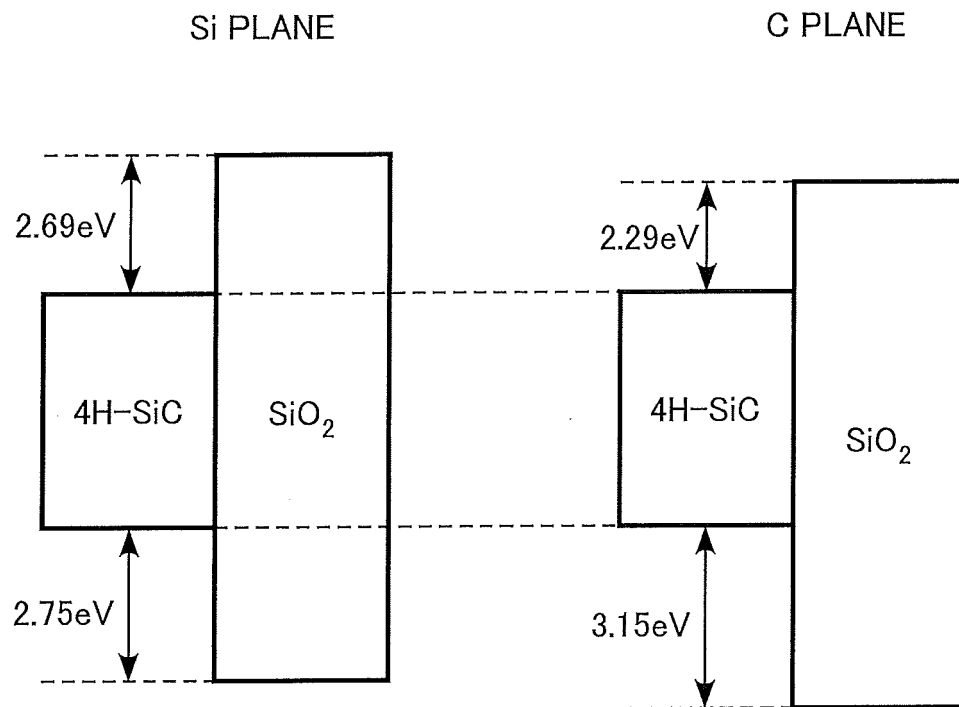 Si PLANE
C PLANE
2.69eV
2.29eV
4H-SiC
SiO₂
4H-SiC
SiO₂
2.75eV
3.15eV